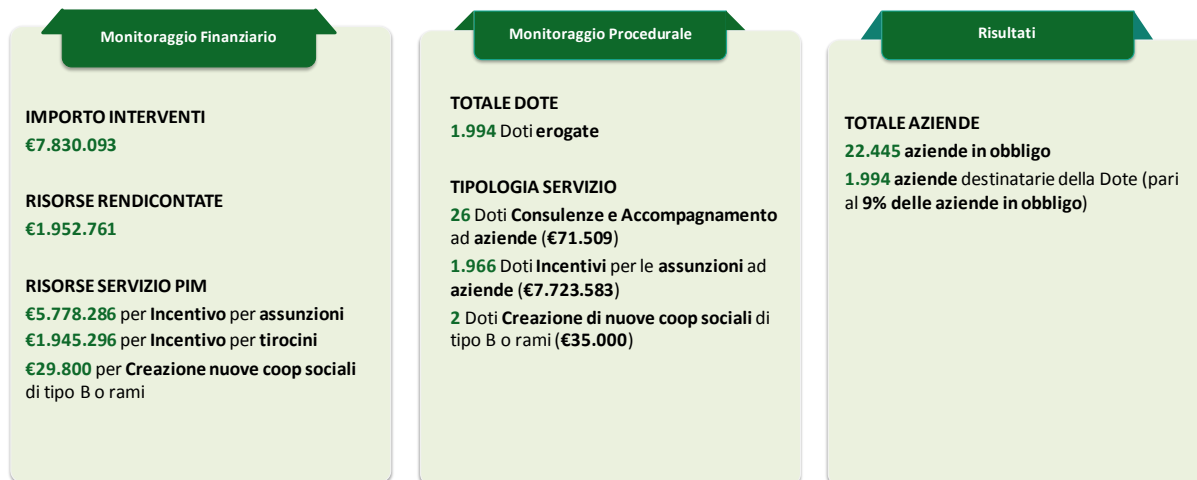 Monitoraggio Finanziario
IMPORTO INTERVENTI
€7.830.093
RISORSE RENDICONTATE
€1.952.761
RISORSE SERVIZIO PIM
€5.778.286 per Incentivo per assunzioni
€1.945.296 per Incentivo per tirocini
€29.800 per Creazione nuove coop sociali
di tipo B o rami
Monitoraggio Procedurale
TOTALE DOTE
1.994 Doti erogate
TIPOLOGIA SERVIZIO
26 Doti Consulenze e Accompagnamento
ad aziende (€71.509)
1.966 Doti Incentivi per le assunzioni ad
aziende (€7.723.583)
2 Doti Creazione di nuove coop sociali di
tipo B o rami (€35.000)
Risultati
TOTALE AZIENDE
22.445 aziende in obbligo
1.994 aziende destinatarie della Dote (pari
al 9% delle aziende in obbligo)